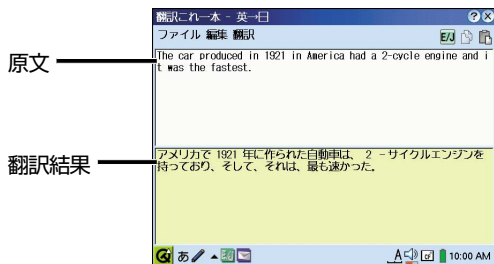 翻訳これ一本 - 英→日
ファイル 編集 翻訳
E/J
原文
The car produced in 1921 in America had a 2-cycle engine and i
t was the fastest.
翻訳結果
アメリカで 1921 年に作られた自動車は、 2 -サイクルエンジンを
持っており、そして、それは、最も速かった。
あ
A
10:00 AM